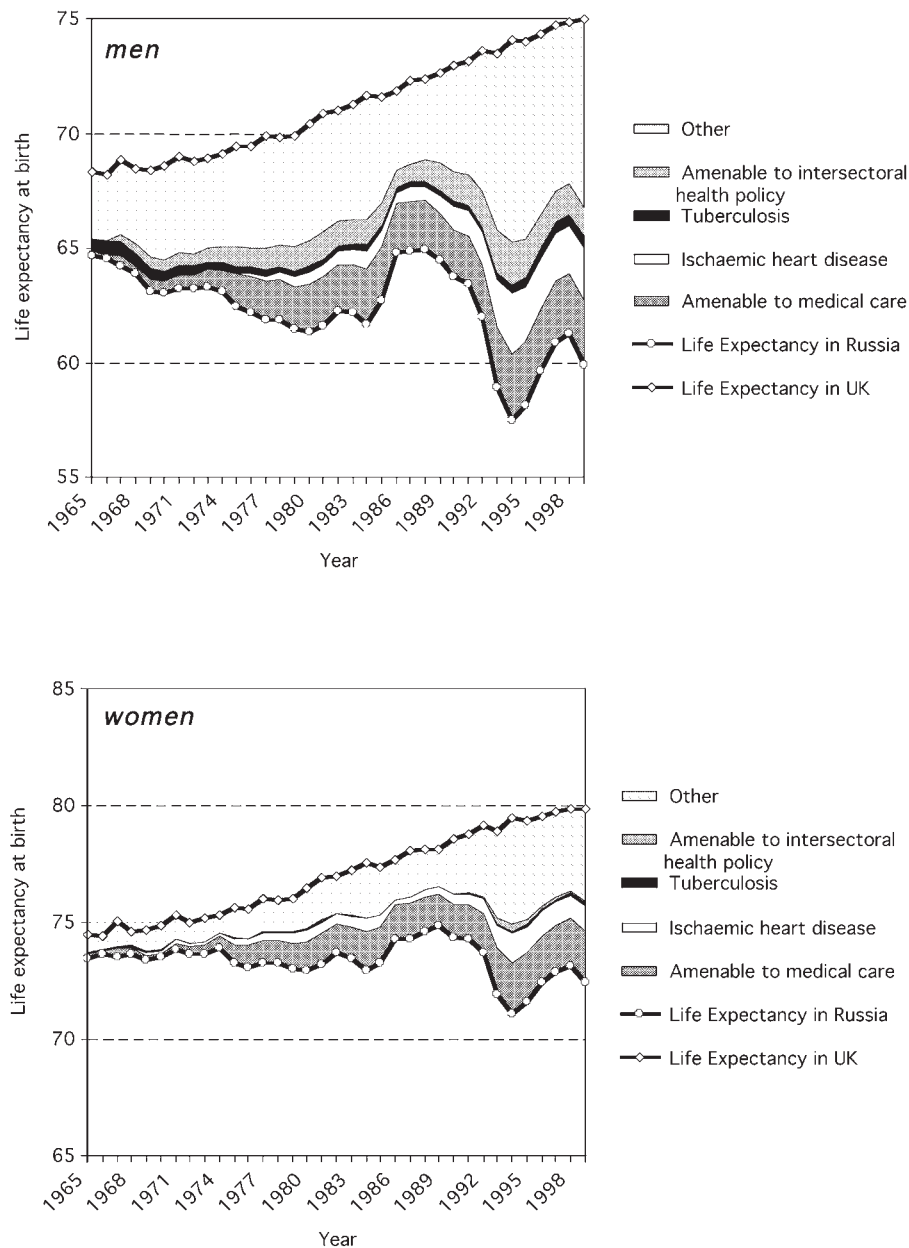 men
Life expectancy at birth
75
70
65
60
55
1965
1968
1971
1974
1977
1980
1983
1986
1989
1992
1995
1998
Year
Other
Amenable to intersectoral
health policy
Tuberculosis
Ischaemic heart disease
Amenable to medical care
Life Expectancy in Russia
Life Expectancy in UK
women
Life expectancy at birth
85
80
75
70
65
1965
1968
1971
1974
1977
1980
1983
1986
1989
1992
1995
1998
Year
Other
Amenable to intersectoral
health policy
Tuberculosis
Ischaemic heart disease
Amenable to medical care
Life Expectancy in Russia
Life Expectancy in UK